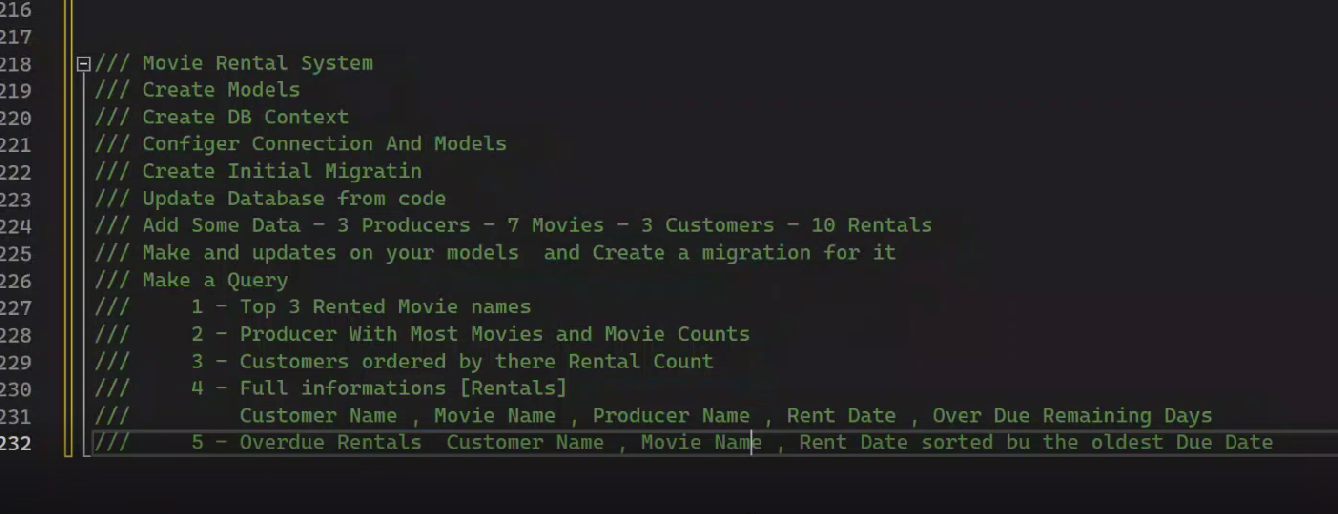 216
217
218 /// Movie Rental System
219 /// Create Models
220 /// Create DB Context
221 /// Configer Connection And Models
222 /// Create Initial Migratin
223 /// Update Database from code
224 /// Add Some Data - 3 Producers - 7 Movies - 3 Customers - 10 Rentals
225 /// Make and updates on your models  and Create a migration for it
226 /// Make a Query
227 ///     1 - Top 3 Rented Movie names
228 ///     2 - Producer With Most Movies and Movie Counts
229 ///     3 - Customers ordered by there Rental Count
230 ///     4 - Full informations [Rentals]
231 ///         Customer Name , Movie Name , Producer Name , Rent Date , Over Due Remaining Days
232 ///     5 - Overdue Rentals  Customer Name , Movie Name , Rent Date sorted bu the oldest Due Date